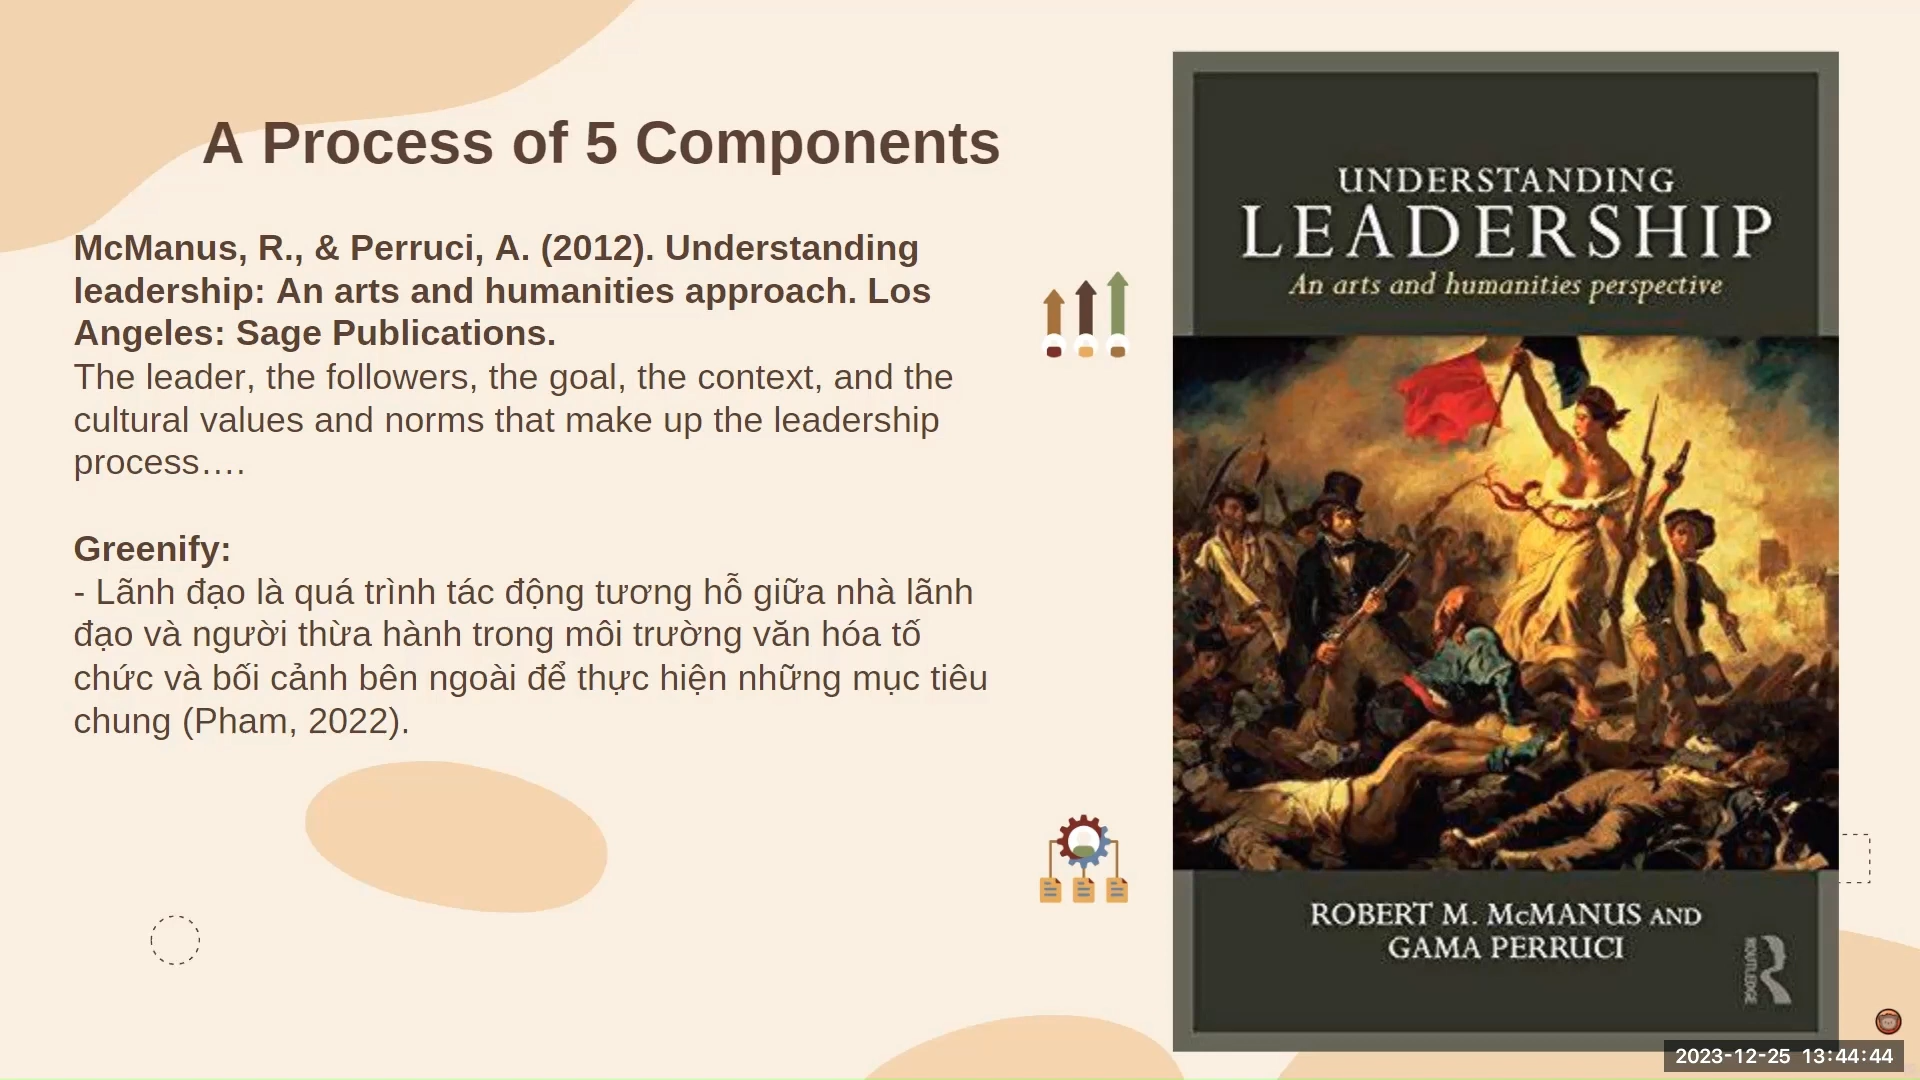 A Process of 5 Components
McManus, R., & Perruci, A. (2012). Understanding
leadership: An arts and humanities approach. Los
Angeles: Sage Publications.
The leader, the followers, the goal, the context, and the
cultural values and norms that make up the leadership
process….
Greenify:
- Lãnh đạo là quá trình tác động tương hỗ giữa nhà lãnh
đạo và người thừa hành trong môi trường văn hóa tổ
chức và bối cảnh bên ngoài để thực hiện những mục tiêu
chung (Pham, 2022).
UNDERSTANDING
LEADERSHIP
An arts and humanities perspective
ROBERT M. McMANUS AND
GAMA PERRUCI
ROUTLEDGE
2023-12-25 13:44:44